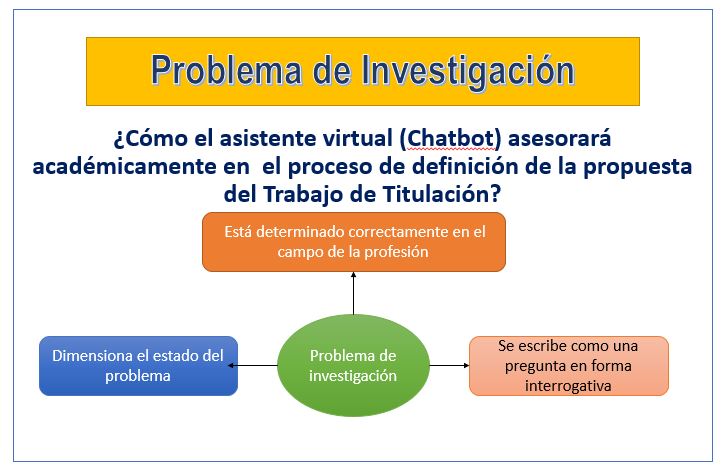 Problema de Investigación
¿Cómo el asistente virtual (Chatbot) asesorará
académicamente en  el proceso de definición de la propuesta
del Trabajo de Titulación?
Está determinado correctamente en el
campo de la profesión
Dimensiona el estado del
problema
Problema de
investigación
Se escribe como una
pregunta en forma
interrogativa